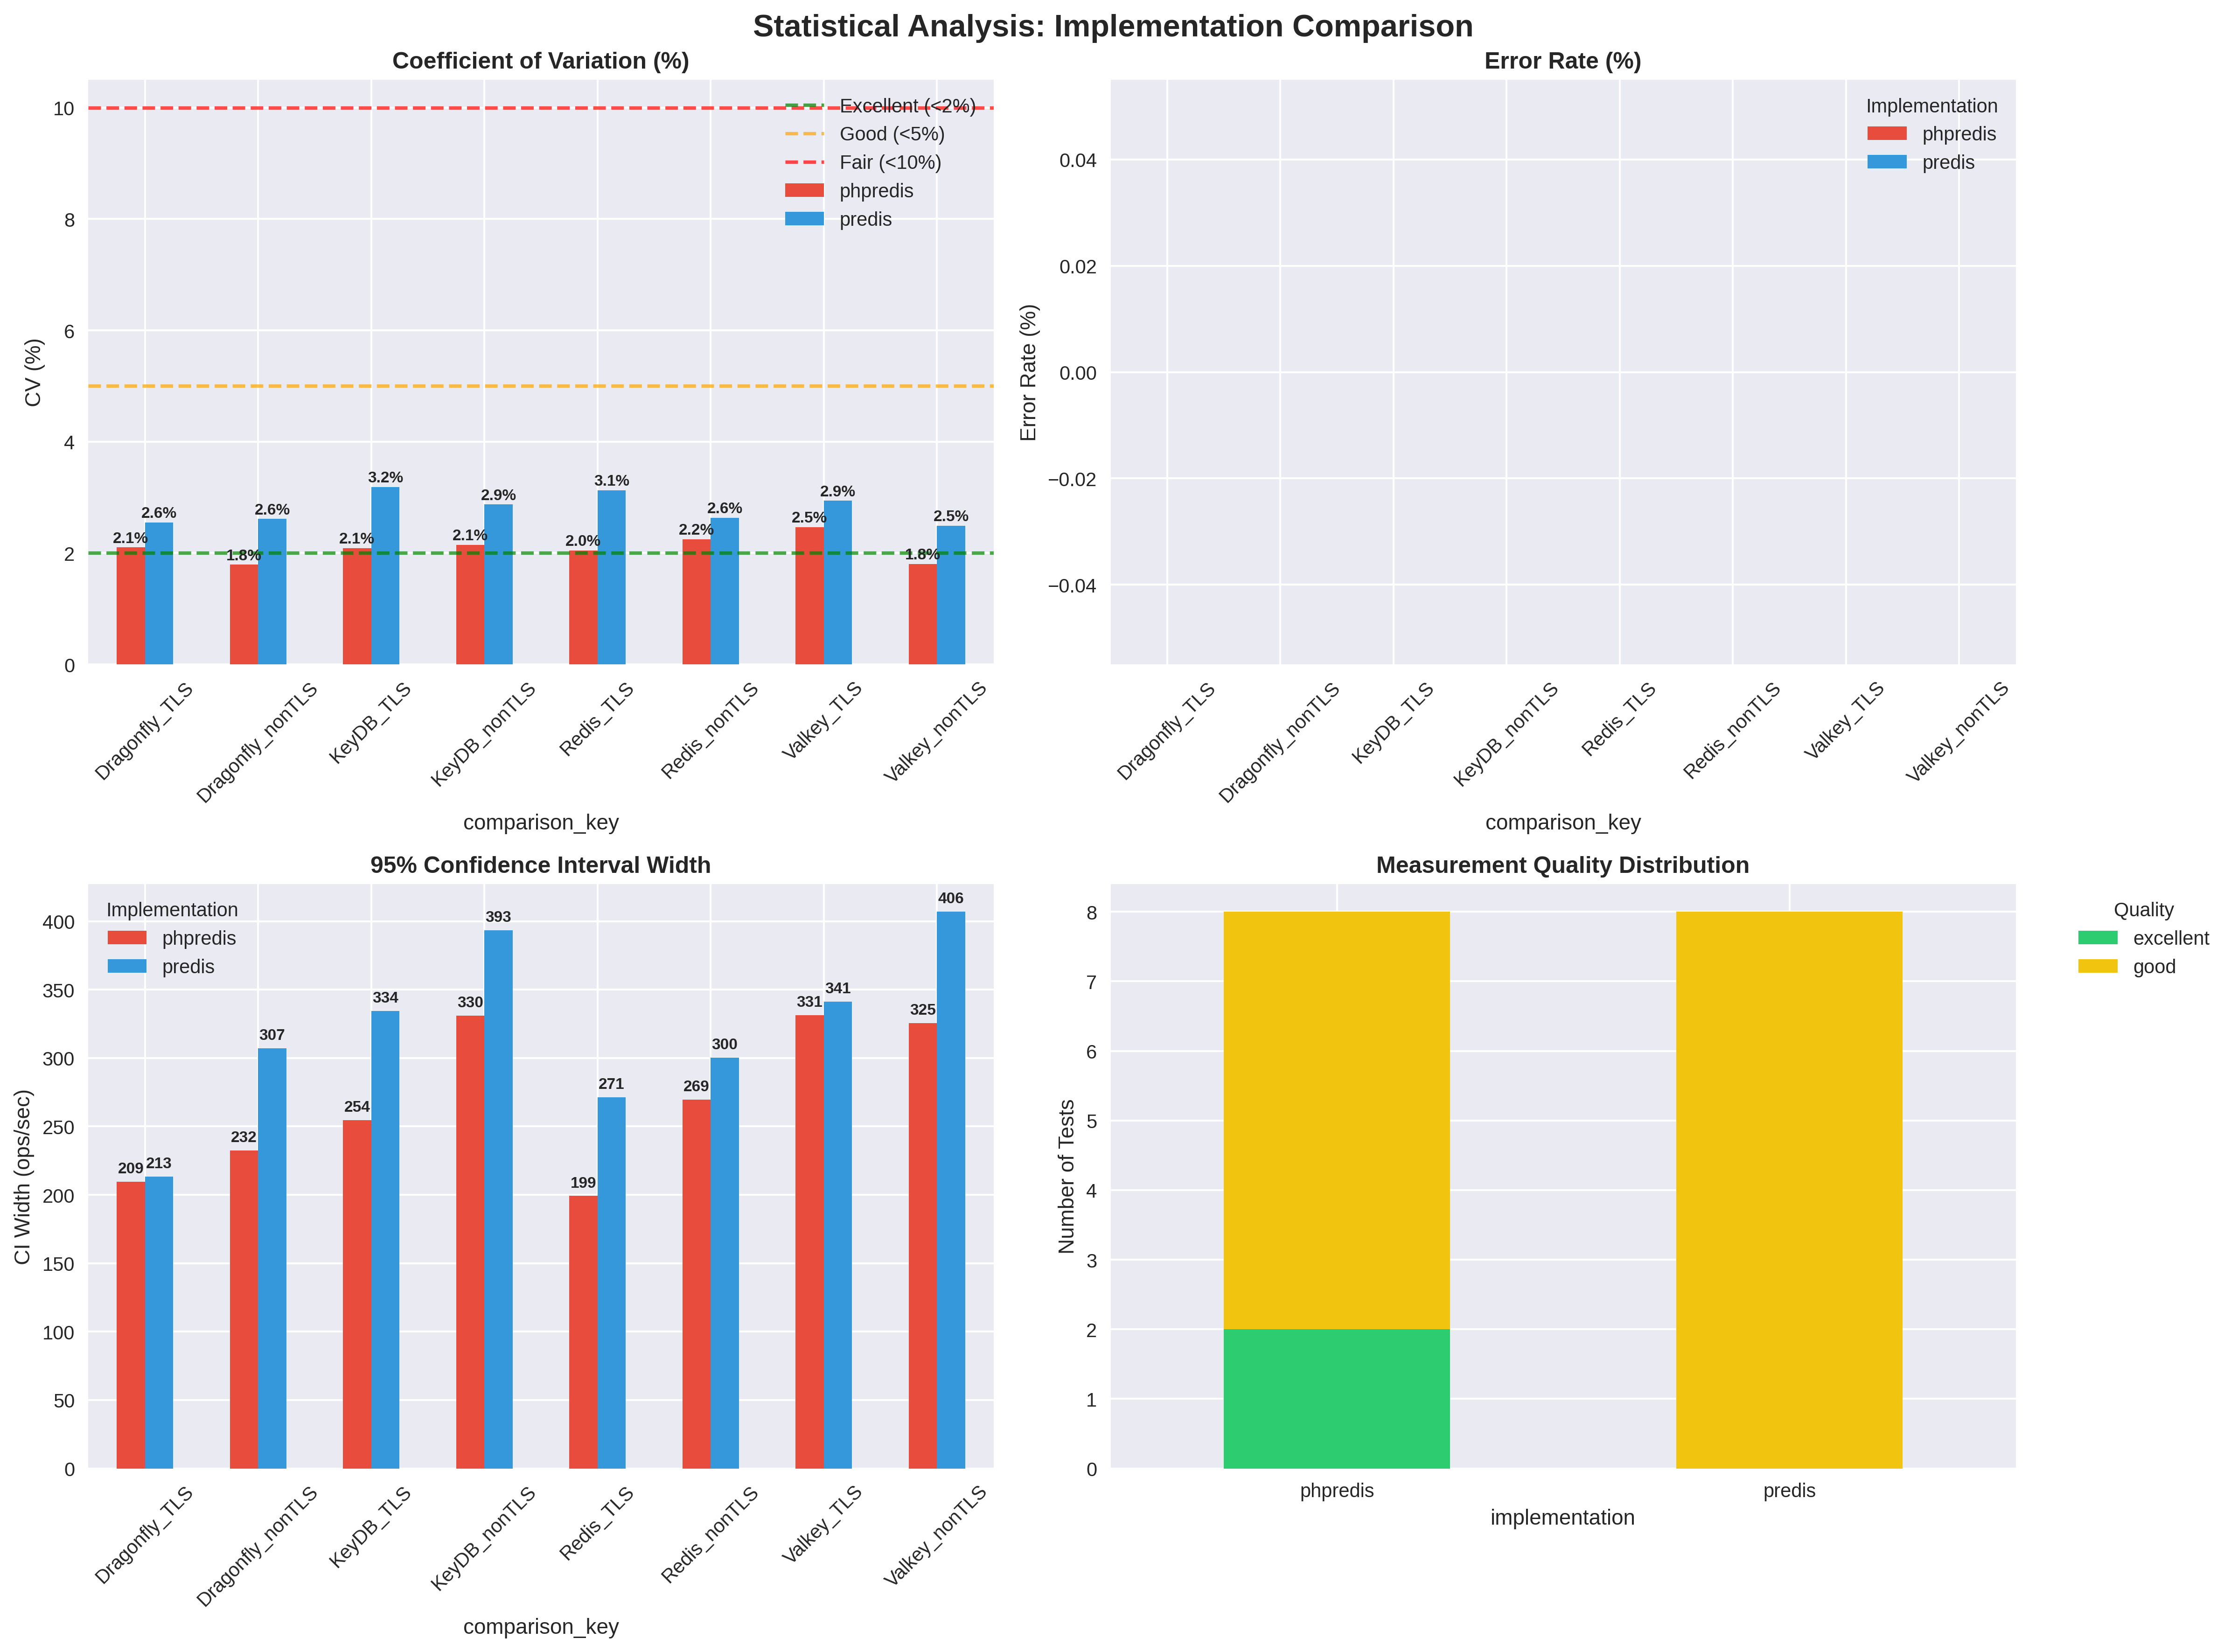 Statistical Analysis: Implementation Comparison
Coefficient of Variation (%)
CV (%)
10
8
6
4
2
0
Excellent (<2%)
Good (<5%)
Fair (<10%)
phpredis
predis
2.1%
2.6%
1.8%
2.6%
2.1%
3.2%
2.1%
2.9%
2.0%
3.1%
2.2%
2.6%
2.5%
2.9%
1.8%
2.5%
Dragonfly_TLS
Dragonfly_nonTLS
KeyDB_TLS
KeyDB_nonTLS
Redis_TLS
Redis_nonTLS
Valkey_TLS
Valkey_nonTLS
comparison_key
Error Rate (%)
Error Rate (%)
0.04
0.02
0.00
−0.02
−0.04
Implementation
phpredis
predis
Dragonfly_TLS
Dragonfly_nonTLS
KeyDB_TLS
KeyDB_nonTLS
Redis_TLS
Redis_nonTLS
Valkey_TLS
Valkey_nonTLS
comparison_key
95% Confidence Interval Width
CI Width (ops/sec)
400
350
300
250
200
150
100
50
0
Implementation
phpredis
predis
209
213
232
307
254
334
330
393
199
271
269
300
331
341
325
406
Dragonfly_TLS
Dragonfly_nonTLS
KeyDB_TLS
KeyDB_nonTLS
Redis_TLS
Redis_nonTLS
Valkey_TLS
Valkey_nonTLS
comparison_key
Measurement Quality Distribution
Number of Tests
8
7
6
5
4
3
2
1
0
phpredis
predis
implementation
Quality
excellent
good